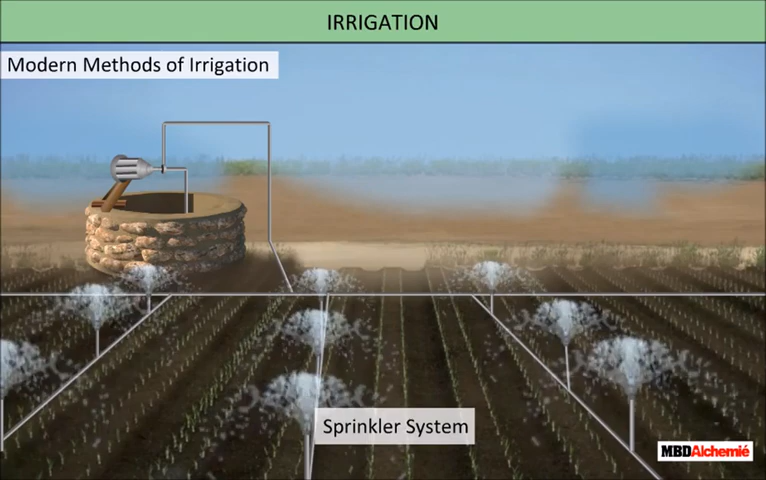 IRRIGATION
Modern Methods of Irrigation
Sprinkler System
MBDAlchemié